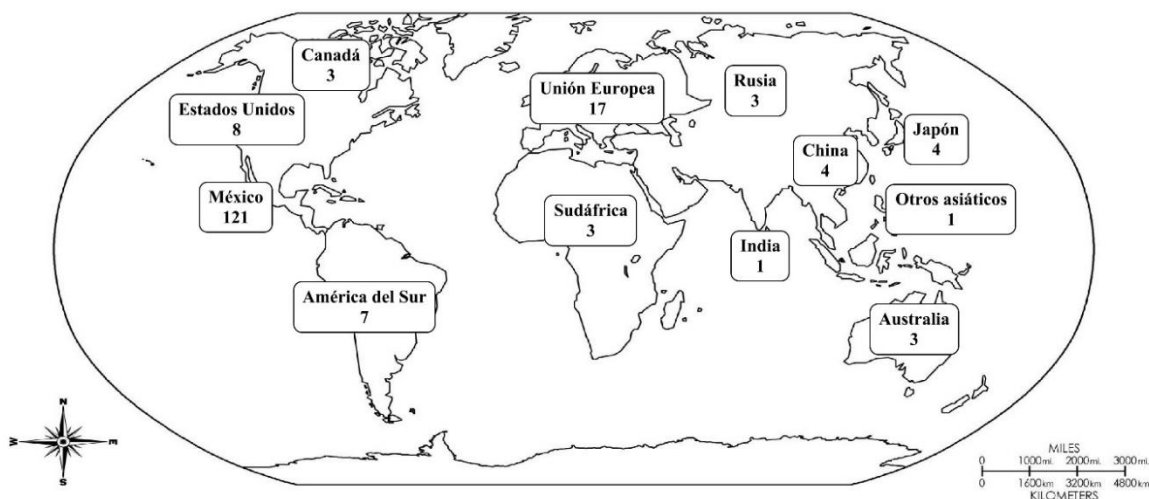 Canadá
3
Estados Unidos
8
México
121
América del Sur
7
Unión Europea
17
Sudáfrica
3
Rusia
3
China
4
Japón
4
Otros asiáticos
1
India
1
Australia
3
N
W
E
S
MILES
0 1000mi. 2000mi. 3000mi.
0 1600km 3200km 4800km
KILOMETERS